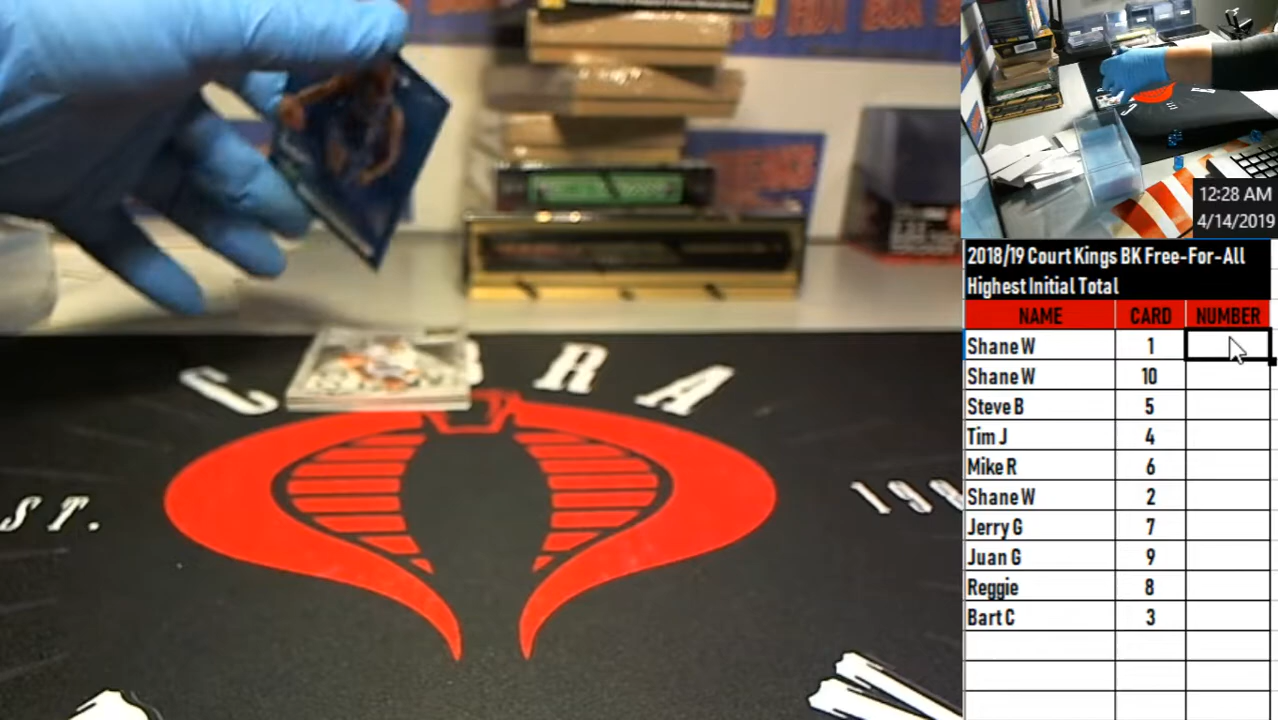 12:28 AM
4/14/2019
2018/19 Court Kings BK Free-For-All
Highest Initial Total
NAME CARD NUMBER
Shane W 1
Shane W 10
Steve B 5
Tim J 4
Mike R 6
Shane W 2
Jerry G 7
Juan G 9
Reggie 8
Bart C 3
C RA
ST. 198